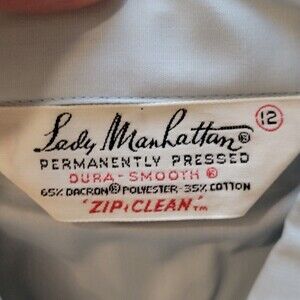 Lady Manhattan® 12
PERMANENTLY PRESSED
DURA-SMOOTH®
65% DACRON® POLYESTER-35% COTTON
"ZIP-CLEAN"™